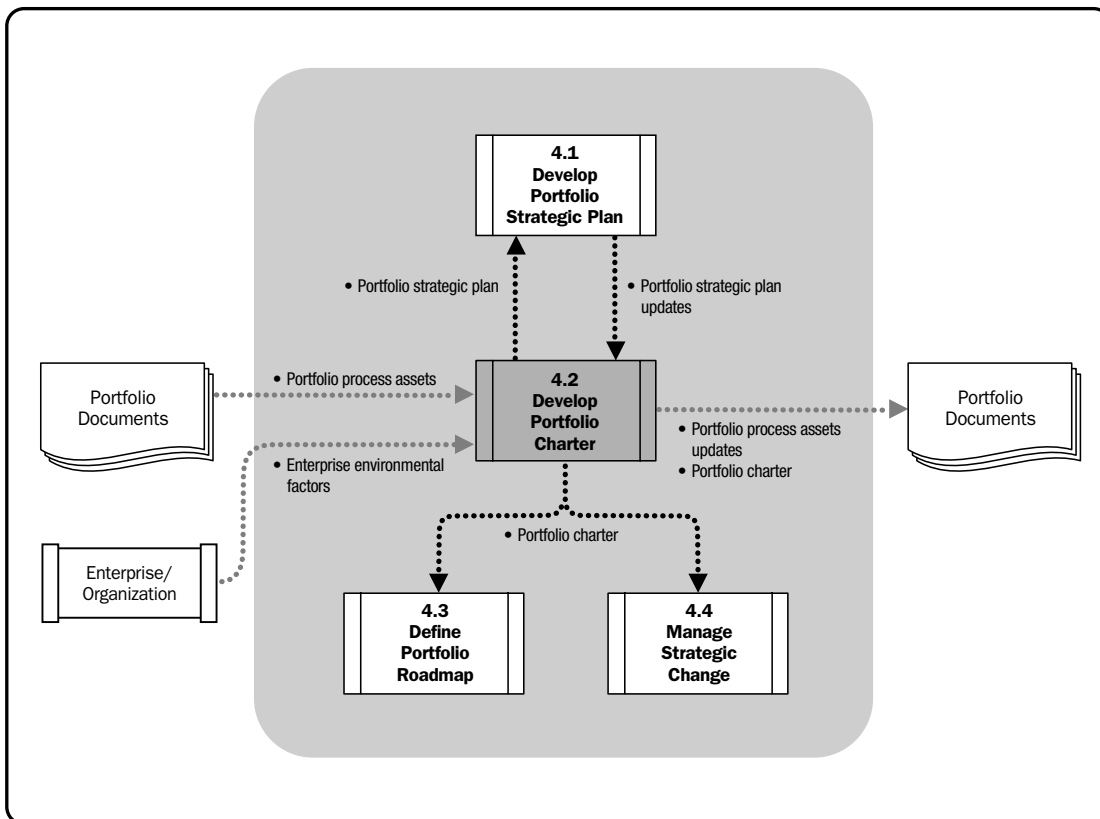 4.1
Develop
Portfolio
Strategic Plan
• Portfolio strategic plan
• Portfolio strategic plan
updates
Portfolio
Documents
• Portfolio process assets
4.2
Develop
Portfolio
Charter
Portfolio
Documents
• Enterprise environmental
factors
• Portfolio process assets
updates
• Portfolio charter
• Portfolio charter
Enterprise/
Organization
4.3
Define
Portfolio
Roadmap
4.4
Manage
Strategic
Change